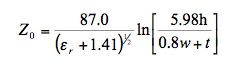 Z₀ = 87.0 / (εᵣ + 1.41)^½ ln[5.98h / 0.8w + t]